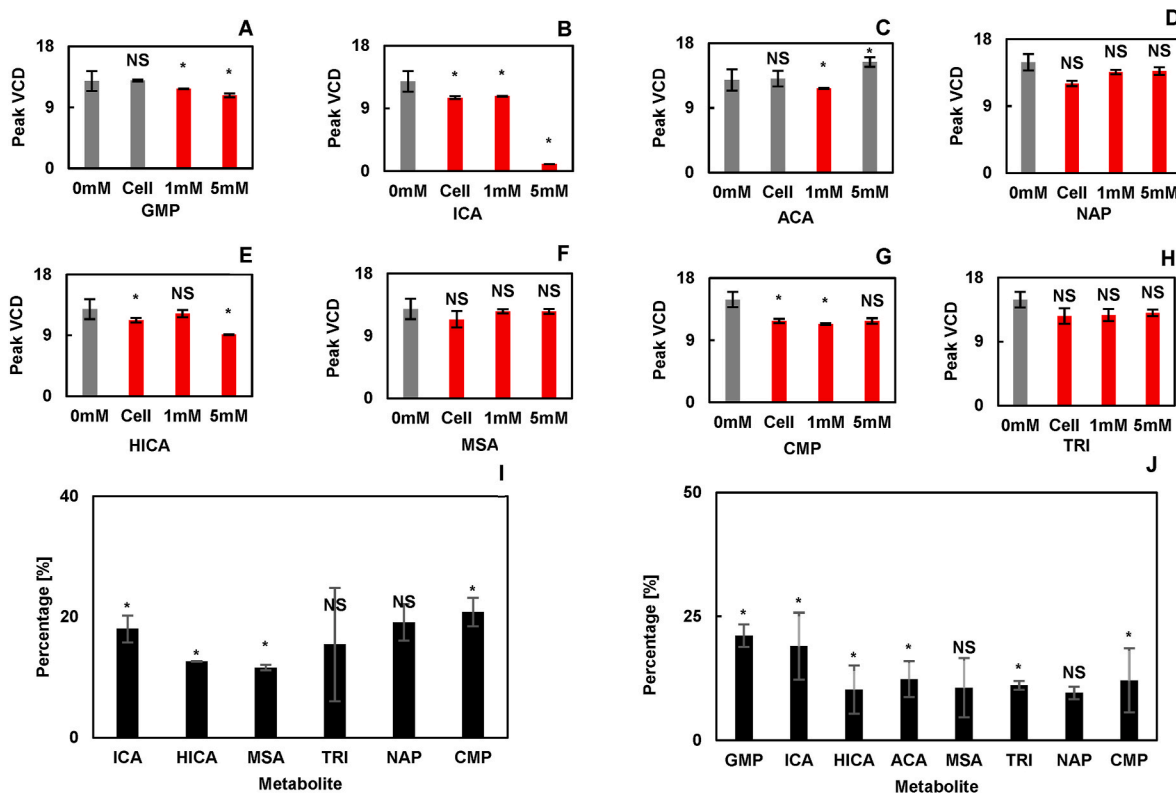 A
18
9
0
Peak VCD
NS
*
*
0mM Cell 1mM 5mM
GMP
B
18
9
0
Peak VCD
*
*
*
0mM Cell 1mM 5mM
ICA
C
18
9
0
Peak VCD
NS
*
*
0mM Cell 1mM 5mM
ACA
D
18
9
0
Peak VCD
NS
NS
NS
0mM Cell 1mM 5mM
NAP
E
18
9
0
Peak VCD
*
NS
*
0mM Cell 1mM 5mM
HICA
F
18
9
0
Peak VCD
NS
NS
NS
0mM Cell 1mM 5mM
MSA
G
18
9
0
Peak VCD
*
*
NS
0mM Cell 1mM 5mM
CMP
H
18
9
0
Peak VCD
NS
NS
NS
0mM Cell 1mM 5mM
TRI
I
40
20
0
Percentage [%]
*
*
*
NS
NS
*
ICA HICA MSA TRI NAP CMP
Metabolite
J
50
25
0
Percentage [%]
*
*
*
*
NS
*
NS
*
GMP ICA HICA ACA MSA TRI NAP CMP
Metabolite